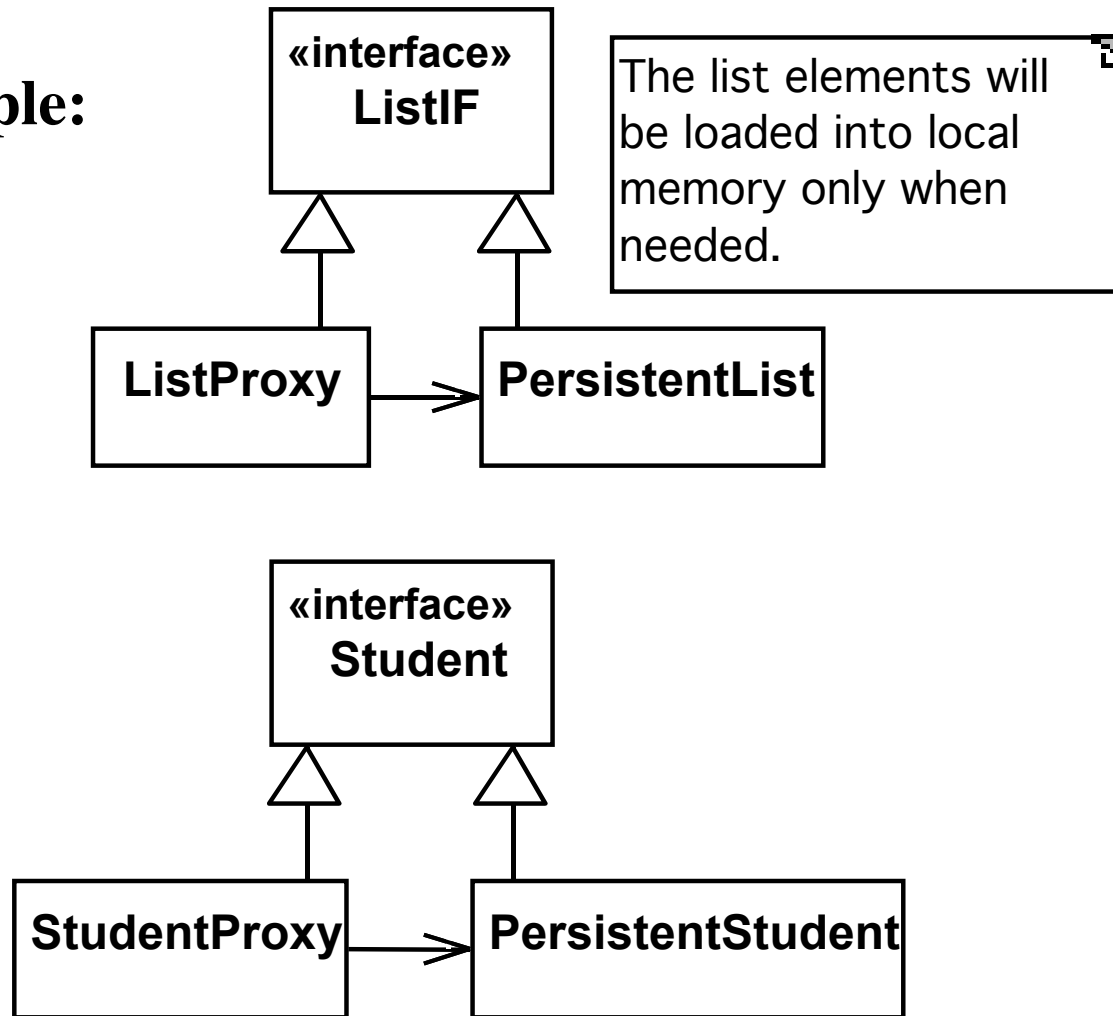 ple:
«interface»
ListIF
The list elements will
be loaded into local
memory only when
needed.
ListProxy
PersistentList
«interface»
Student
StudentProxy
PersistentStudent